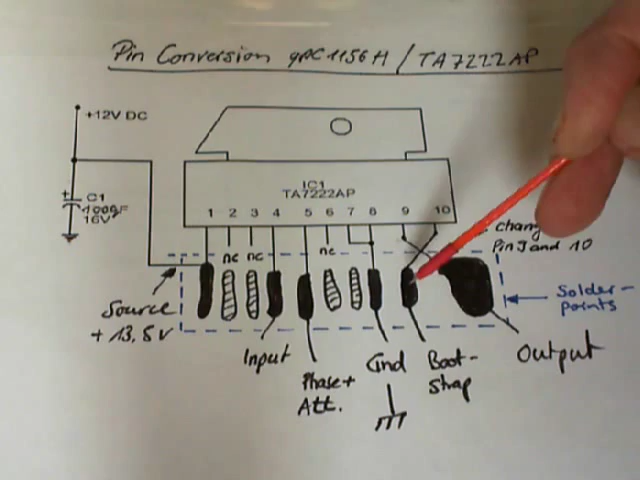 Pin Conversion µPC1156H / TA7222AP
+12V DC
IC1
TA7222AP
1 2 3 4 5 6 7 8 9 10
+
C1
16V
nc nc nc
chang
Pin 9 and 10
Source
+13,8V
Solder-
points
Input
Phase+
Att.
Gnd
Boot-
strap
Output